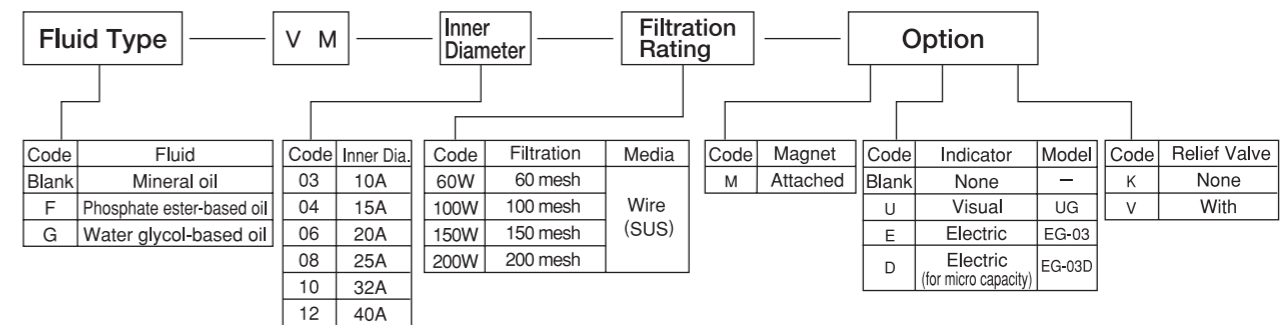 Fluid Type
V M
Inner
Diameter
Filtration
Rating
Option
Code Fluid
Blank Mineral oil
F Phosphate ester-based oil
G Water glycol-based oil
Code Inner Dia.
03 10A
04 15A
06 20A
08 25A
10 32A
12 40A
Code Filtration Media
60W 60 mesh
100W 100 mesh
150W 150 mesh
200W 200 mesh
Wire
(SUS)
Code Magnet
M Attached
Code Indicator Model
Blank None –
U Visual UG
E Electric EG-03
D Electric
(for micro capacity) EG-03D
Code Relief Valve
K None
V With